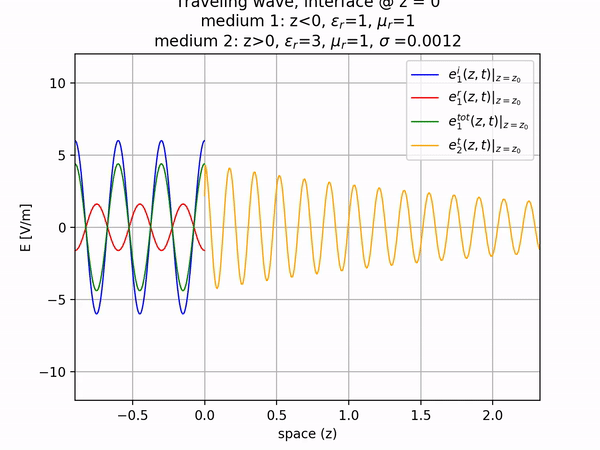 Traveling wave, interface @ z = 0
medium 1: z<0, εr=1, μr=1
medium 2: z>0, εr=3, μr=1, σ =0.0012
e₁ⁱ(z, t)|z=z₀
e₁ʳ(z, t)|z=z₀
e₁ᵗᵒᵗ(z, t)|z=z₀
e₂ᵗ(z, t)|z=z₀
10
5
0
−5
−10
E [V/m]
−0.5 0.0 0.5 1.0 1.5 2.0
space (z)